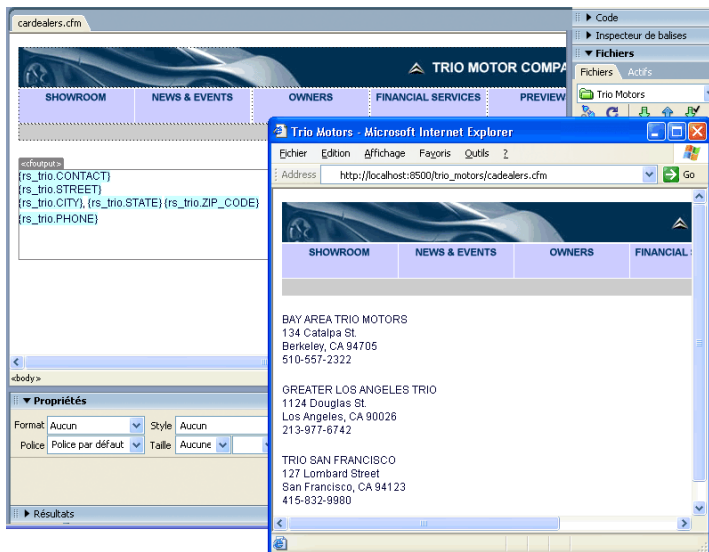 cardealers.cfm
TRIO MOTOR COMPA
SHOWROOM NEWS & EVENTS OWNERS FINANCIAL SERVICES PREVIEW
<cfoutput>
{rs_trio.CONTACT}
{rs_trio.STREET}
{rs_trio.CITY}, {rs_trio.STATE} {rs_trio.ZIP_CODE}
{rs_trio.PHONE}
<body>
Propriétés
Format Aucun Style Aucun
Police Police par défaut Taille Aucune
Résultats
Code
Inspecteur de balises
Fichiers
Fichiers Actifs
Trio Motors
Trio Motors - Microsoft Internet Explorer
Eichier Edition Affichage Favoris Outils ?
Address http://localhost:8500/trio_motors/cadealers.cfm Go
SHOWROOM NEWS & EVENTS OWNERS FINANCIAL
BAY AREA TRIO MOTORS
134 Catalpa St.
Berkeley, CA 94705
510-557-2322
GREATER LOS ANGELES TRIO
1124 Douglas St.
Los Angeles, CA 90026
213-977-6742
TRIO SAN FRANCISCO
127 Lombard Street
San Francisco, CA 94123
415-832-9980